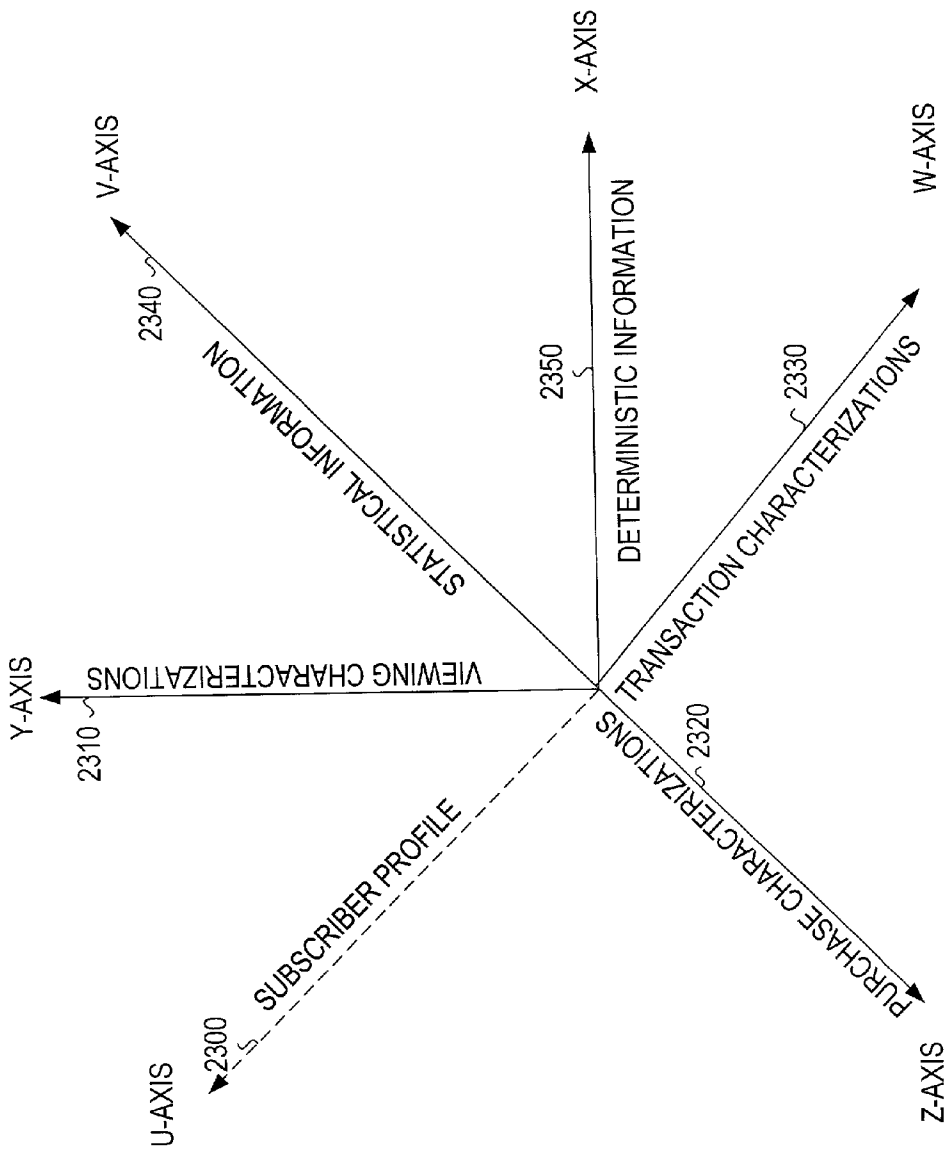 Y-AXIS
2310
VIEWING CHARACTERIZATIONS
V-AXIS
2340
STATISTICAL INFORMATION
X-AXIS
2350
DETERMINISTIC INFORMATION
W-AXIS
2330
TRANSACTION CHARACTERIZATIONS
Z-AXIS
2320
PURCHASE CHARACTERIZATIONS
U-AXIS
2300
SUBSCRIBER PROFILE